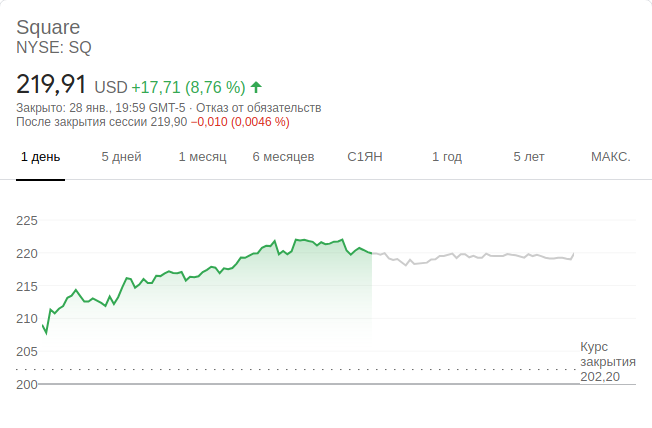 Square
NYSE: SQ
219,91 USD +17,71 (8,76 %)
Закрыто: 28 янв., 19:59 GMT-5 · Отказ от обязательств
После закрытия сессии 219,90 −0,010 (0,0046 %)
1 день 5 дней 1 месяц 6 месяцев С1ЯН 1 год 5 лет МАКС.
225
220
215
210
205
200
Курс
закрытия
202,20